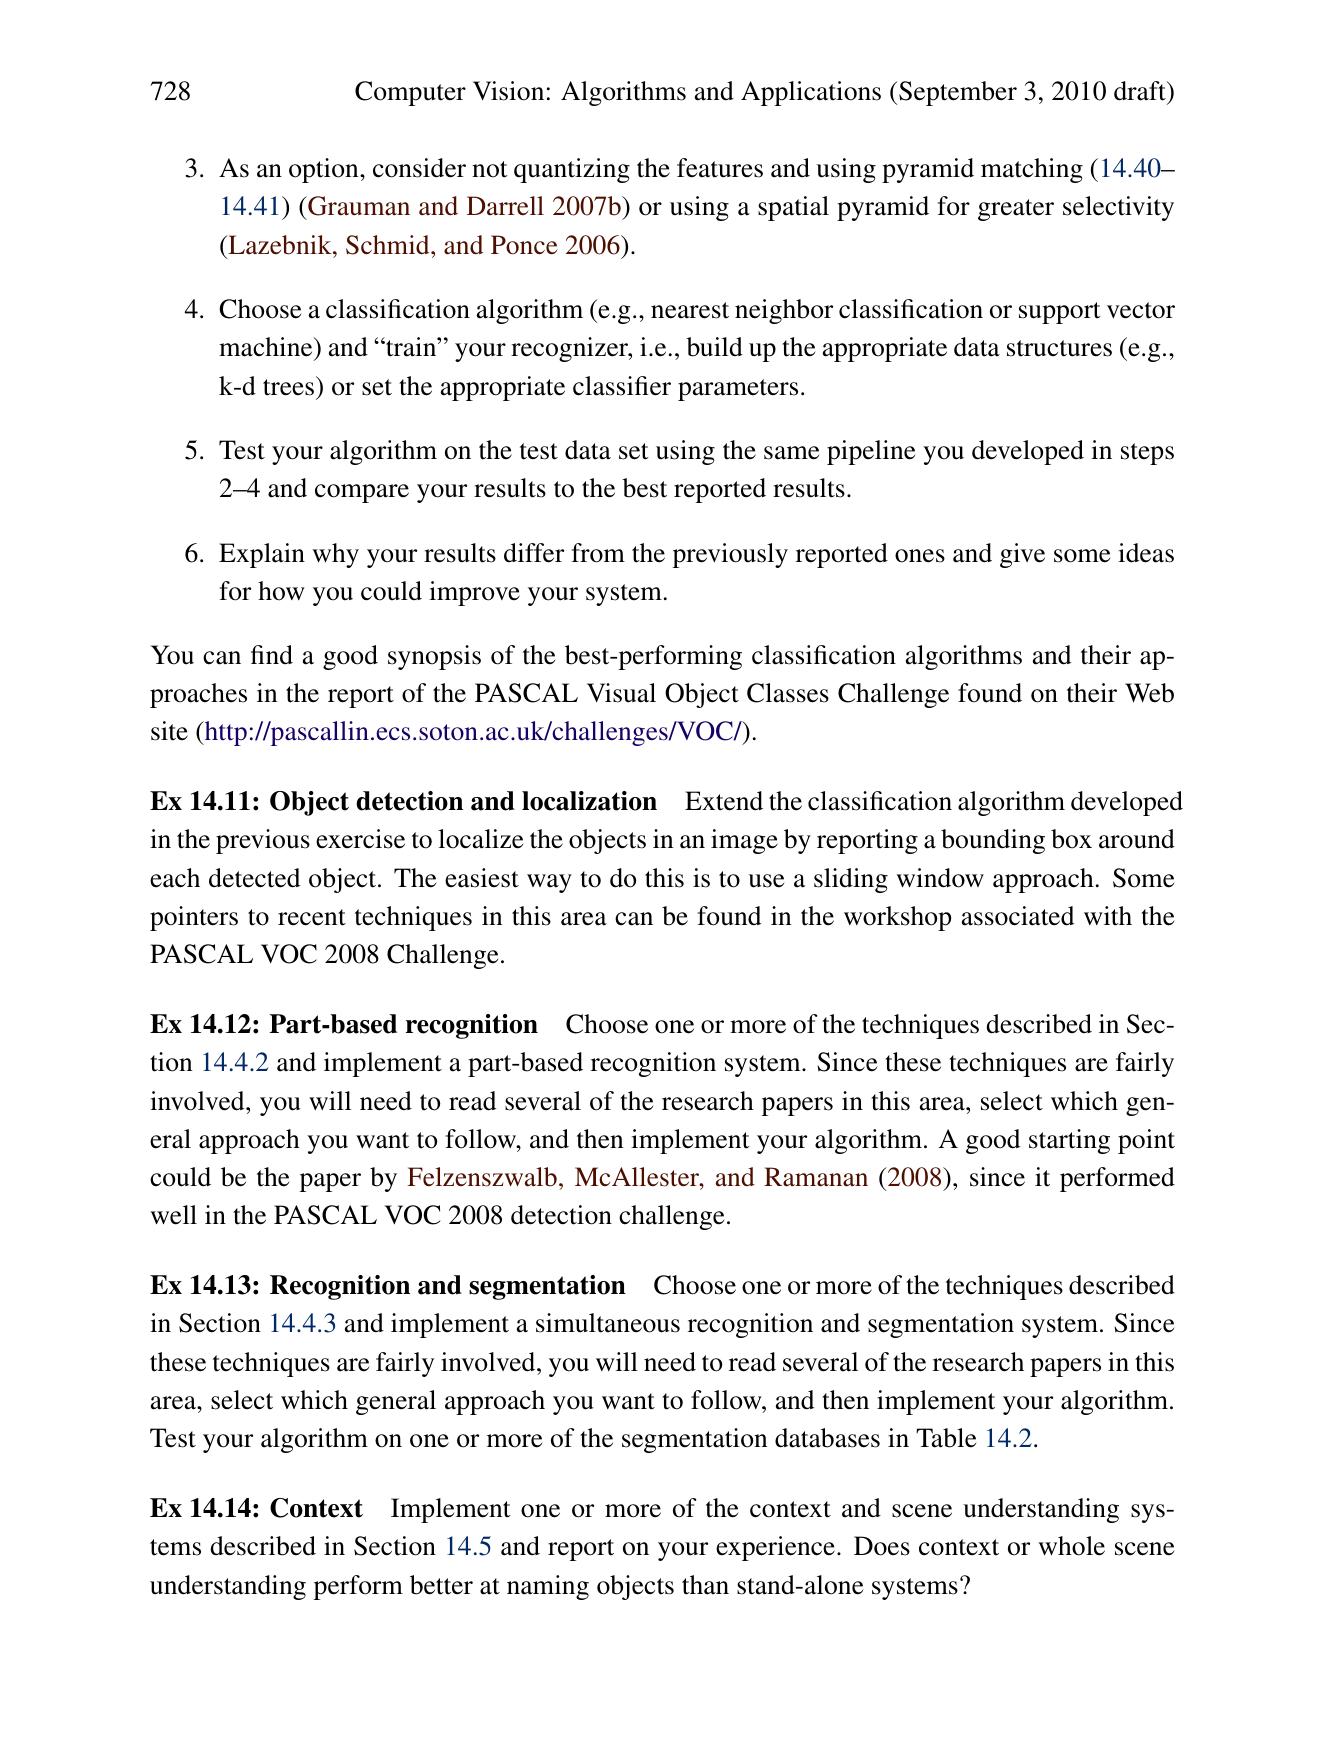 728 Computer Vision: Algorithms and Applications (September 3, 2010 draft)
3. As an option, consider not quantizing the features and using pyramid matching (14.40–
14.41) (Grauman and Darrell 2007b) or using a spatial pyramid for greater selectivity
(Lazebnik, Schmid, and Ponce 2006).
4. Choose a classification algorithm (e.g., nearest neighbor classification or support vector
machine) and “train” your recognizer, i.e., build up the appropriate data structures (e.g.,
k-d trees) or set the appropriate classifier parameters.
5. Test your algorithm on the test data set using the same pipeline you developed in steps
2–4 and compare your results to the best reported results.
6. Explain why your results differ from the previously reported ones and give some ideas
for how you could improve your system.
You can find a good synopsis of the best-performing classification algorithms and their ap-
proaches in the report of the PASCAL Visual Object Classes Challenge found on their Web
site (http://pascallin.ecs.soton.ac.uk/challenges/VOC/).
Ex 14.11: Object detection and localization Extend the classification algorithm developed
in the previous exercise to localize the objects in an image by reporting a bounding box around
each detected object. The easiest way to do this is to use a sliding window approach. Some
pointers to recent techniques in this area can be found in the workshop associated with the
PASCAL VOC 2008 Challenge.
Ex 14.12: Part-based recognition Choose one or more of the techniques described in Sec-
tion 14.4.2 and implement a part-based recognition system. Since these techniques are fairly
involved, you will need to read several of the research papers in this area, select which gen-
eral approach you want to follow, and then implement your algorithm. A good starting point
could be the paper by Felzenszwalb, McAllester, and Ramanan (2008), since it performed
well in the PASCAL VOC 2008 detection challenge.
Ex 14.13: Recognition and segmentation Choose one or more of the techniques described
in Section 14.4.3 and implement a simultaneous recognition and segmentation system. Since
these techniques are fairly involved, you will need to read several of the research papers in this
area, select which general approach you want to follow, and then implement your algorithm.
Test your algorithm on one or more of the segmentation databases in Table 14.2.
Ex 14.14: Context Implement one or more of the context and scene understanding sys-
tems described in Section 14.5 and report on your experience. Does context or whole scene
understanding perform better at naming objects than stand-alone systems?